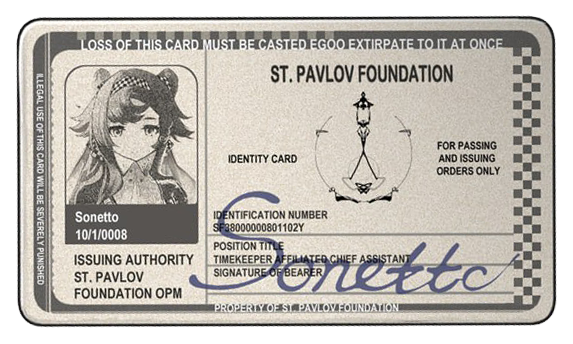 LOSS OF THIS CARD MUST BE CASTED EGOO EXTIRPATE TO IT AT ONCE
ILLEGAL USE OF THIS CARD WILL BE SEVERELY PUNISHED
ST. PAVLOV FOUNDATION
IDENTITY CARD
FOR PASSING
AND ISSUING
ORDERS ONLY
Sonetto
10/1/0008
ISSUING AUTHORITY
ST. PAVLOV
FOUNDATION OPM
IDENTIFICATION NUMBER
SF38000000801102Y
POSITION TITLE
TIMEKEEPER AFFILIATED CHIEF ASSISTANT
SIGNATURE OF BEARER
Sonetto
PROPERTY OF ST. PAVLOV FOUNDATION